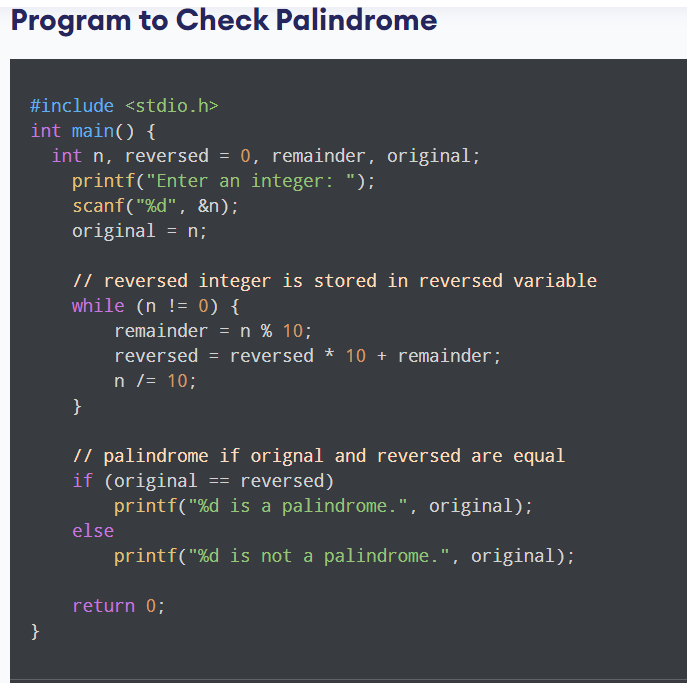 Program to Check Palindrome
#include <stdio.h>
int main() {
  int n, reversed = 0, remainder, original;
    printf("Enter an integer: ");
    scanf("%d", &n);
    original = n;

    // reversed integer is stored in reversed variable
    while (n != 0) {
        remainder = n % 10;
        reversed = reversed * 10 + remainder;
        n /= 10;
    }

    // palindrome if orignal and reversed are equal
    if (original == reversed)
        printf("%d is a palindrome.", original);
    else
        printf("%d is not a palindrome.", original);

    return 0;
}